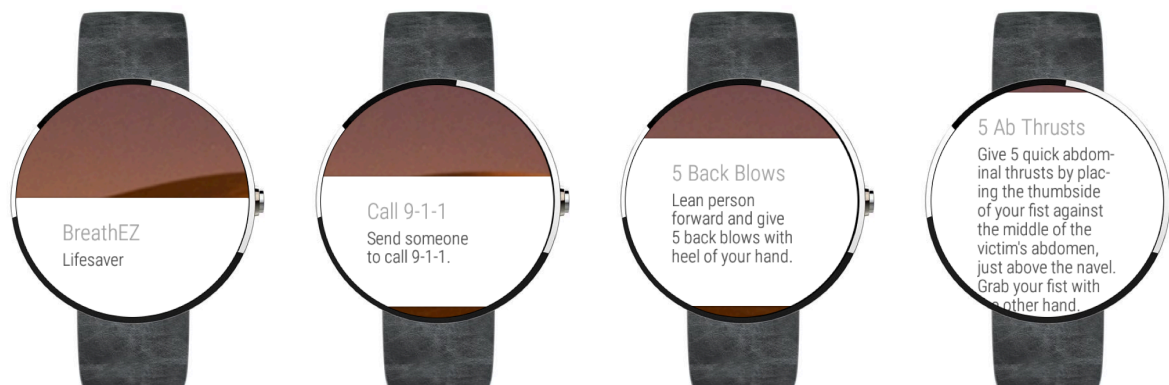 BreathEZ
Lifesaver
Call 9-1-1
Send someone
to call 9-1-1.
5 Back Blows
Lean person
forward and give
5 back blows with
heel of your hand.
5 Ab Thrusts
Give 5 quick abdom-
inal thrusts by plac-
ing the thumbside
of your fist against
the middle of the
victim's abdomen,
just above the navel.
Grab your fist with
other hand.